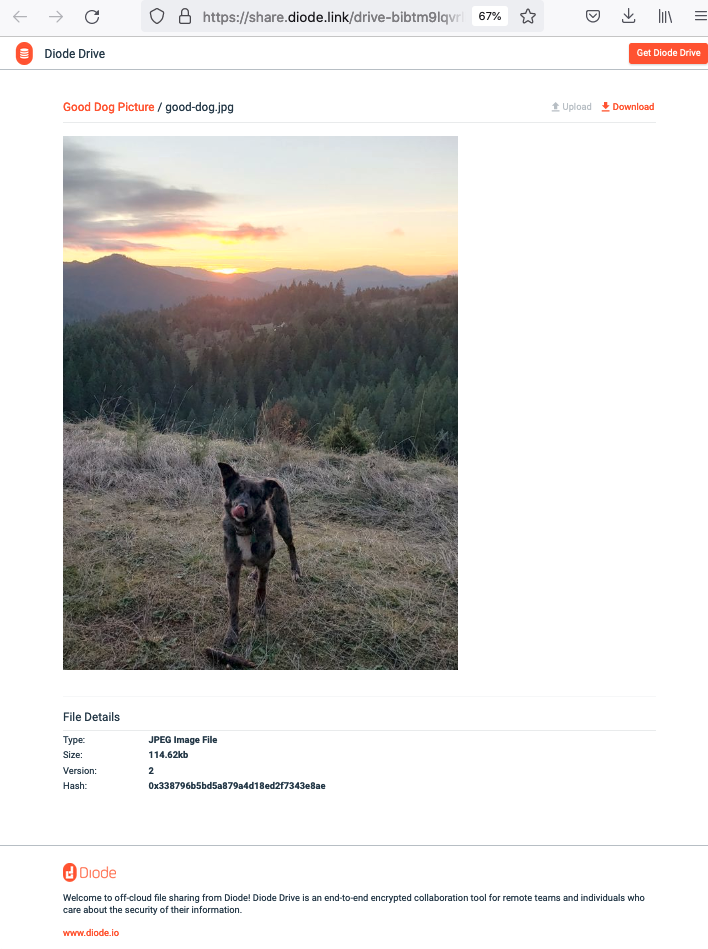 https://share.diode.link/drive-bibtm9lqvr
67%
Diode Drive
Get Diode Drive
Good Dog Picture / good-dog.jpg
Upload
Download
File Details
Type: JPEG Image File
Size: 114.62kb
Version: 2
Hash: 0x338796b5bd5a879a4d18ed2f7343e8ae
Diode
Welcome to off-cloud file sharing from Diode! Diode Drive is an end-to-end encrypted collaboration tool for remote teams and individuals who
care about the security of their information.
www.diode.io